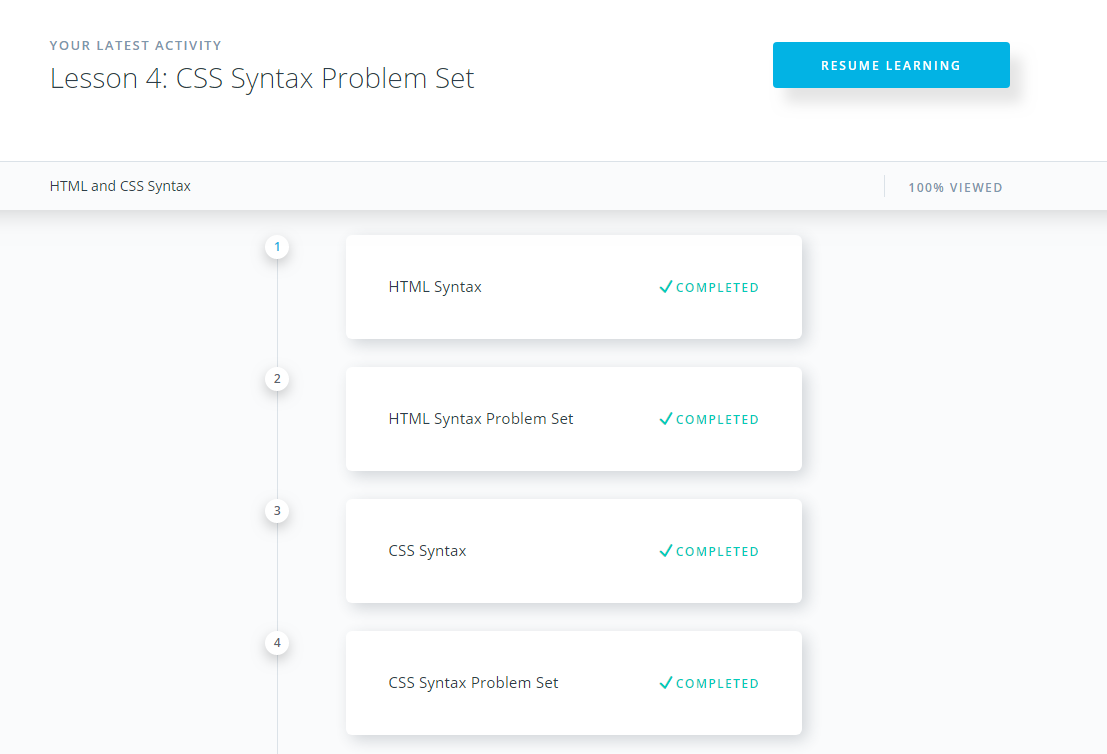 YOUR LATEST ACTIVITY
Lesson 4: CSS Syntax Problem Set
RESUME LEARNING
HTML and CSS Syntax
100% VIEWED
1
HTML Syntax
COMPLETED
2
HTML Syntax Problem Set
COMPLETED
3
CSS Syntax
COMPLETED
4
CSS Syntax Problem Set
COMPLETED